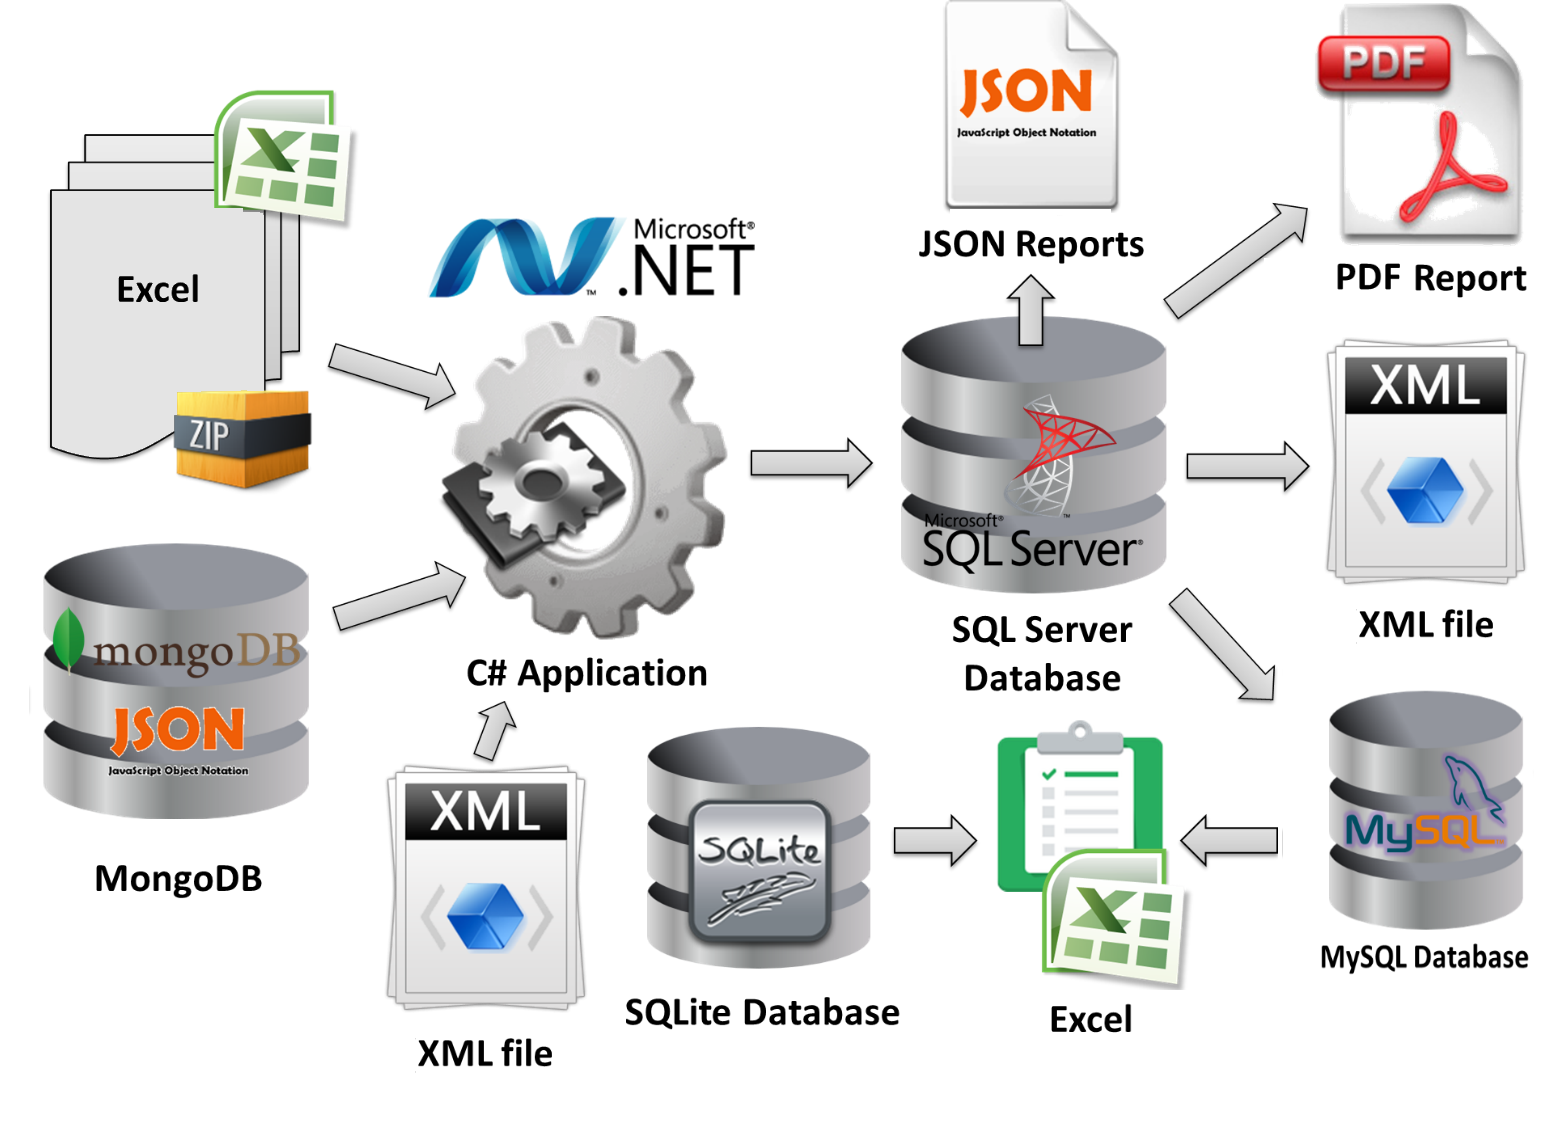 JSON
JavaScript Object Notation
JSON Reports
PDF
PDF Report
Excel
ZIP
Microsoft®
.NET
™
XML
XML file
Microsoft®
™
SQL Server®
SQL Server
Database
C# Application
mongoDB
JSON
JavaScript Object Notation
MongoDB
XML
XML file
SQLite
SQLite Database
Excel
MySQL
MySQL Database